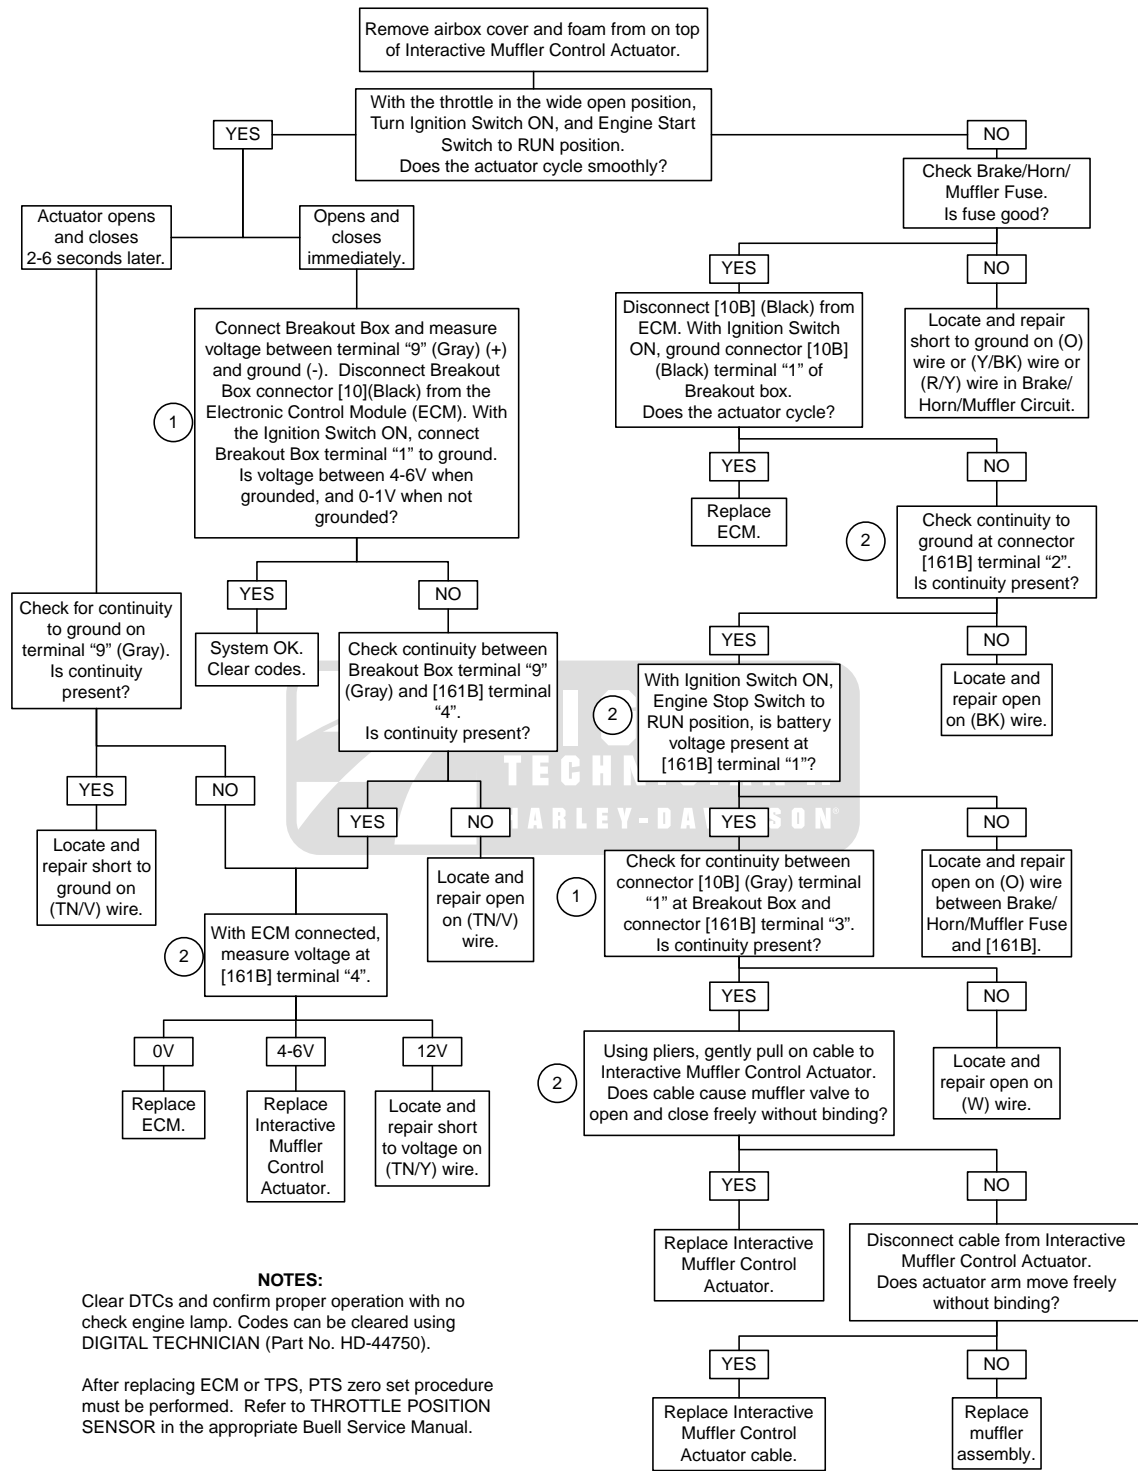 Remove airbox cover and foam from on top
of Interactive Muffler Control Actuator.
With the throttle in the wide open position,
Turn Ignition Switch ON, and Engine Start
Switch to RUN position.
Does the actuator cycle smoothly?
YES
NO
Check Brake/Horn/
Muffler Fuse.
Is fuse good?
Actuator opens
and closes
2-6 seconds later.
Opens and
closes
immediately.
YES
NO
Connect Breakout Box and measure
voltage between terminal “9” (Gray) (+)
and ground (-). Disconnect Breakout
Box connector [10](Black) from the
Electronic Control Module (ECM). With
the Ignition Switch ON, connect
Breakout Box terminal “1” to ground.
Is voltage between 4-6V when
grounded, and 0-1V when not
grounded?
1
Disconnect [10B] (Black) from
ECM. With Ignition Switch
ON, ground connector [10B]
(Black) terminal “1” of
Breakout box.
Does the actuator cycle?
Locate and repair
short to ground on (O)
wire or (Y/BK) wire or
(R/Y) wire in Brake/
Horn/Muffler Circuit.
YES
NO
Replace
ECM.
2
Check continuity to
ground at connector
[161B] terminal “2”.
Is continuity present?
YES
NO
Check for continuity
to ground on
terminal “9” (Gray).
Is continuity
present?
System OK.
Clear codes.
Check continuity between
Breakout Box terminal “9”
(Gray) and [161B] terminal
“4”.
Is continuity present?
YES
NO
2
With Ignition Switch ON,
Engine Stop Switch to
RUN position, is battery
voltage present at
[161B] terminal “1”?
Locate and
repair open
on (BK) wire.
HARLEY-DAVIDSON
YES
NO
YES
NO
YES
NO
Locate and
repair short to
ground on
(TN/V) wire.
Locate and
repair open
on (TN/V)
wire.
1
Check for continuity between
connector [10B] (Gray) terminal
“1” at Breakout Box and
connector [161B] terminal “3”.
Is continuity present?
Locate and repair
open on (O) wire
between Brake/
Horn/Muffler Fuse
and [161B].
2
With ECM connected,
measure voltage at
[161B] terminal “4”.
YES
NO
0V
4-6V
12V
Replace
ECM.
Replace
Interactive
Muffler
Control
Actuator.
Locate and
repair short
to voltage on
(TN/Y) wire.
2
Using pliers, gently pull on cable to
Interactive Muffler Control Actuator.
Does cable cause muffler valve to
open and close freely without binding?
Locate and
repair open on
(W) wire.
YES
NO
Replace Interactive
Muffler Control
Actuator.
Disconnect cable from Interactive
Muffler Control Actuator.
Does actuator arm move freely
without binding?
YES
NO
Replace Interactive
Muffler Control
Actuator cable.
Replace
muffler
assembly.
NOTES:
Clear DTCs and confirm proper operation with no
check engine lamp. Codes can be cleared using
DIGITAL TECHNICIAN (Part No. HD-44750).
After replacing ECM or TPS, PTS zero set procedure
must be performed. Refer to THROTTLE POSITION
SENSOR in the appropriate Buell Service Manual.